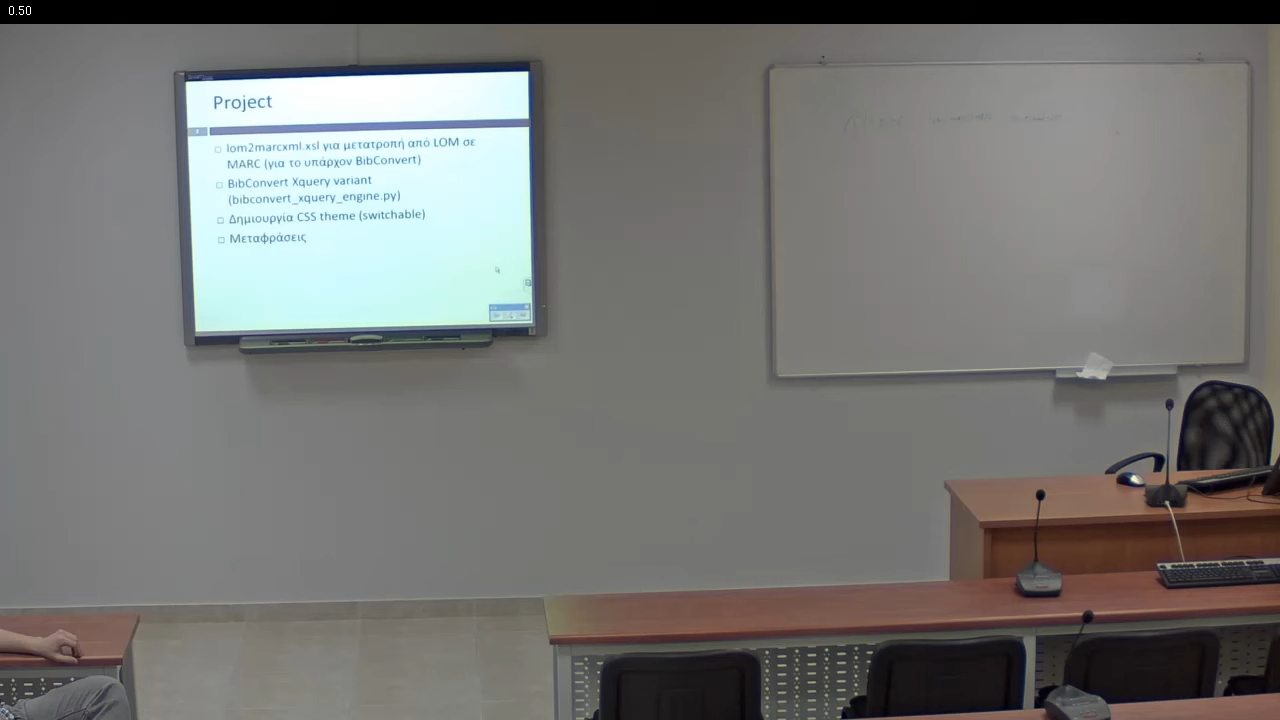 0.50
Project
lom2marcxml.xsl για μετατροπή από LOM σε
MARC (για το υπάρχον BibConvert)
BibConvert Xquery variant
(bibconvert_xquery_engine.py)
Δημιουργία CSS theme (switchable)
Μεταφράσεις